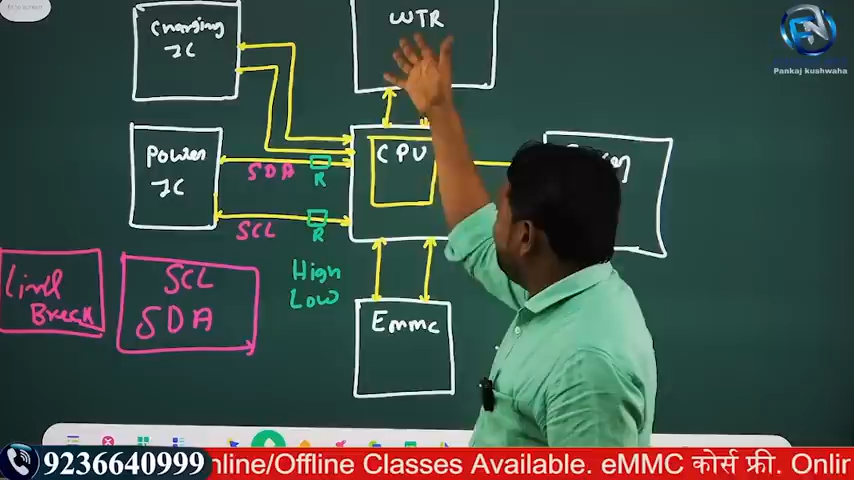 Charging
IC
WTR
Pankaj kushwaha
Power
IC
CPU
SDA
R
SCL
R
High
Low
Line
Break
SCL
SDA
Emmc
9236640999
nline/Offline Classes Available. eMMC कोर्स फ्री. Onlir